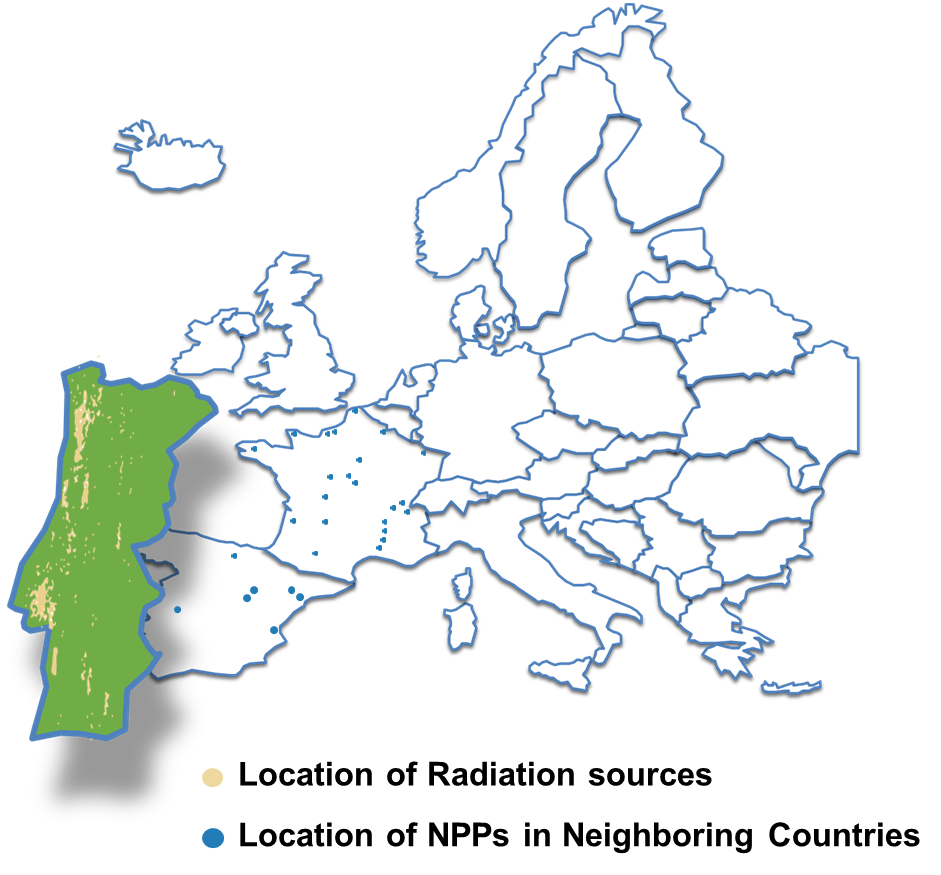 Location of Radiation sources
Location of NPPs in Neighboring Countries